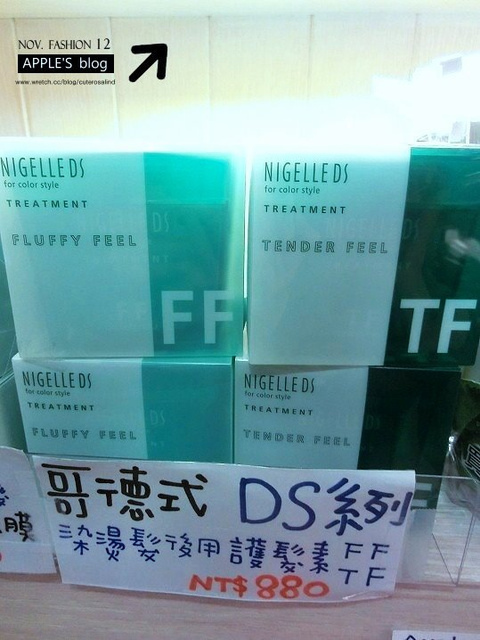 NOV. FASHION 12
APPLE'S blog
www.wretch.cc/blog/cuterosalind
NIGELLE DS
for color style
TREATMENT
FLUFFY FEEL
FF
NIGELLE DS
for color style
TREATMENT
TENDER FEEL
TF
NIGELLE DS
for color style
TREATMENT
FLUFFY FEEL
NIGELLE DS
for color style
TREATMENT
TENDER FEEL
哥德式 DS系列
染燙髮後用護髮素 FF
TF
NT$ 880
膜